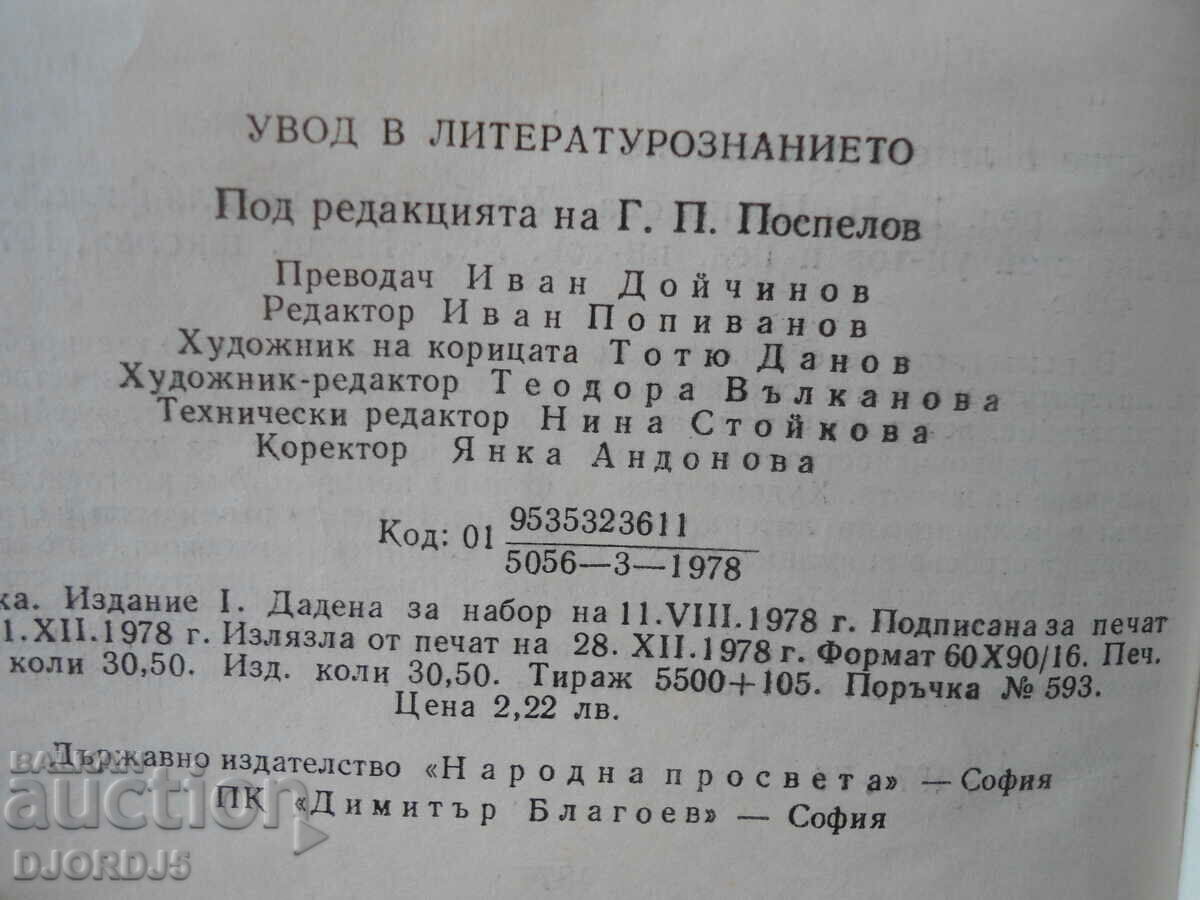 УВОД В ЛИТЕРАТУРОЗНАНИЕТО
Под редакцията на Г. П. Поспелов
Преводач Иван Дойчинов
Редактор Иван Попиванов
Художник на корицата Тотю Данов
Художник-редактор Теодора Вълканова
Технически редактор Нина Стойкова
Коректор Янка Андонова
Код: 01 9535323611
5056—3—1978
ка. Издание I. Дадена за набор на 11.VIII.1978 г. Подписана за печат
1.XII.1978 г. Излязла от печат на 28. XII.1978 г. Формат 60X90/16. Печ.
коли 30,50. Изд. коли 30,50. Тираж 5500+105. Поръчка № 593.
Цена 2,22 лв.
Държавно издателство «Народна просвета» — София
ПК «Димитър Благоев» — София
BALKAN
auction
DJORDJ5